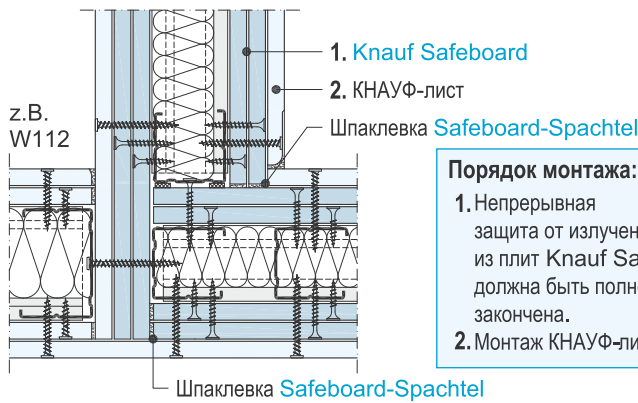 1. Knauf Safeboard
2. КНАУФ-лист
z.B.
W112
Шпаклевка Safeboard-Spachtel
Порядок монтажа:
1. Непрерывная
защита от излучен
из плит Knauf Sa
должна быть полно
закончена.
2. Монтаж КНАУФ-ли
Шпаклевка Safeboard-Spachtel